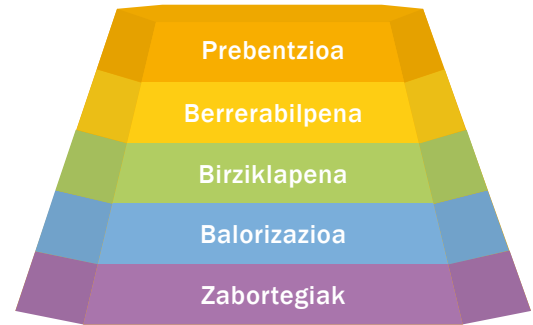 Prebentzioa
Berrerabilpena
Birziklapena
Balorizazioa
Zabortegiak